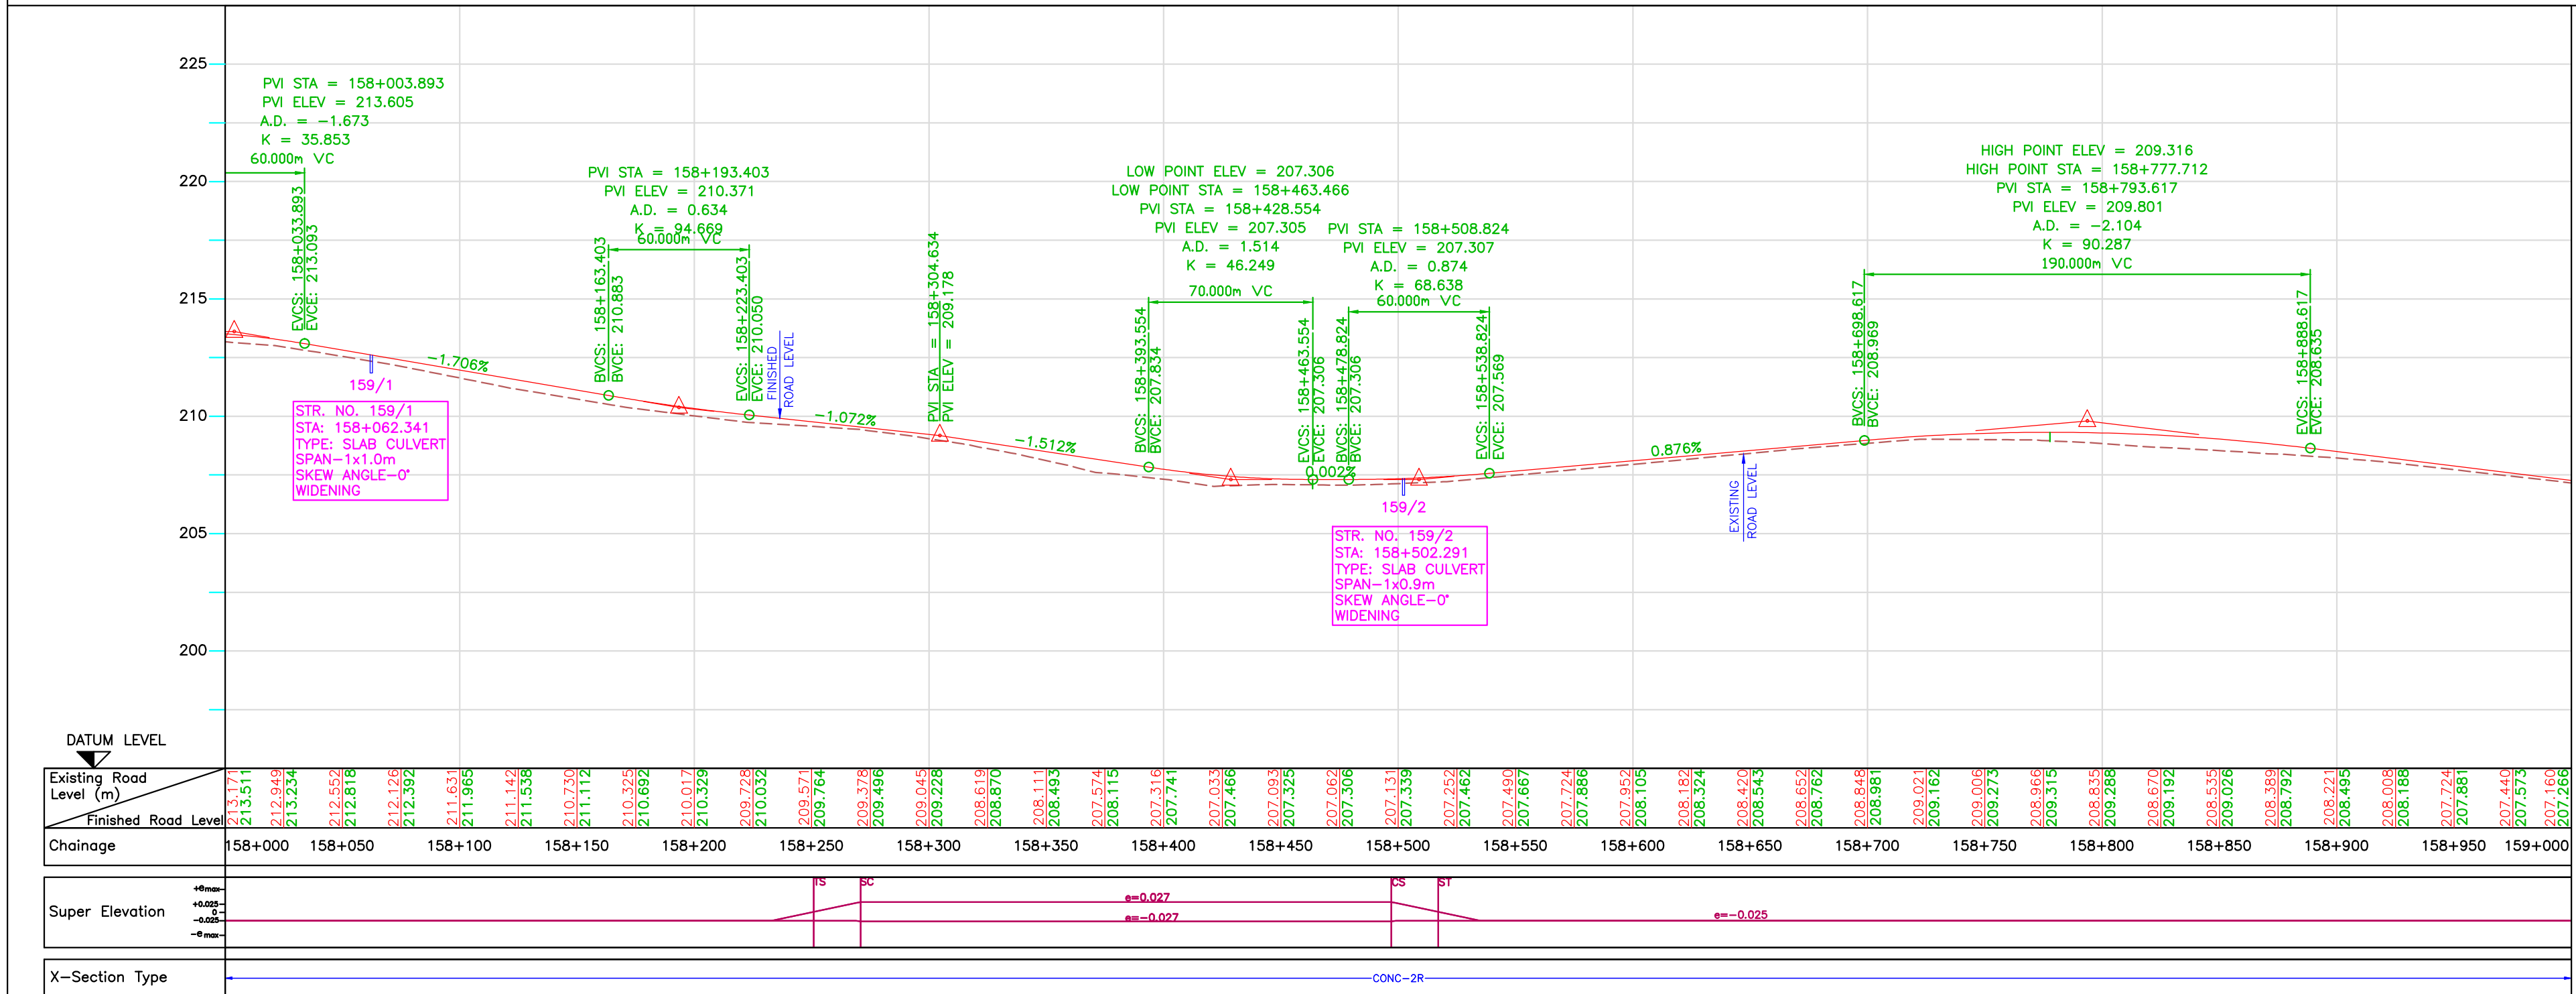 225
220
215
210
205
200
PVI STA = 158+003.893
PVI ELEV = 213.605
A.D. = -1.673
K = 35.853
60.000m VC
EVCS: 158+033.893
EVCE: 213.093
-1.706%
159/1
STR. NO. 159/1
STA: 158+062.341
TYPE: SLAB CULVERT
SPAN-1x1.0m
SKEW ANGLE-0°
WIDENING
PVI STA = 158+193.403
PVI ELEV = 210.371
A.D. = 0.634
K = 94.669
60.000m VC
BVCS: 158+163.403
BVCE: 210.883
EVCS: 158+223.403
EVCE: 210.050
FINISHED
ROAD LEVEL
-1.072%
PVI STA = 158+304.634
PVI ELEV = 209.178
-1.512%
LOW POINT ELEV = 207.306
LOW POINT STA = 158+463.466
PVI STA = 158+428.554
PVI ELEV = 207.305
A.D. = 1.514
K = 46.249
70.000m VC
BVCS: 158+393.554
BVCE: 207.834
EVCS: 158+463.554
EVCE: 207.306
0.002%
PVI STA = 158+508.824
PVI ELEV = 207.307
A.D. = 0.874
K = 68.638
60.000m VC
BVCS: 158+478.824
BVCE: 207.306
EVCS: 158+538.824
EVCE: 207.569
159/2
STR. NO. 159/2
STA: 158+502.291
TYPE: SLAB CULVERT
SPAN-1x0.9m
SKEW ANGLE-0°
WIDENING
0.876%
EXISTING
ROAD LEVEL
HIGH POINT ELEV = 209.316
HIGH POINT STA = 158+777.712
PVI STA = 158+793.617
PVI ELEV = 209.801
A.D. = -2.104
K = 90.287
190.000m VC
BVCS: 158+698.617
BVCE: 208.969
EVCS: 158+888.617
EVCE: 208.635
DATUM LEVEL
Existing Road
Level (m)
Finished Road Level
213.171
213.511
212.949
213.234
212.552
212.818
212.126
212.392
211.631
211.965
211.142
211.538
210.730
211.112
210.325
210.692
210.017
210.329
209.728
210.032
209.571
209.764
209.378
209.496
209.045
209.228
208.619
208.870
208.111
208.493
207.574
208.115
207.316
207.741
207.033
207.466
207.093
207.325
207.062
207.306
207.131
207.339
207.252
207.462
207.490
207.667
207.724
207.886
207.952
208.105
208.182
208.324
208.420
208.543
208.652
208.762
208.848
208.981
209.021
209.162
209.006
209.273
208.966
209.315
208.835
209.288
208.670
209.192
208.535
209.026
208.389
208.792
208.221
208.495
208.008
208.188
207.724
207.881
207.440
207.573
207.160
207.266
Chainage 158+000 158+050 158+100 158+150 158+200 158+250 158+300 158+350 158+400 158+450 158+500 158+550 158+600 158+650 158+700 158+750 158+800 158+850 158+900 158+950 159+000
Super Elevation
+emax
+0.025
0
-0.025
-emax
TS SC CS ST
e=0.027
e=-0.027
e=-0.025
X-Section Type CONC-2R